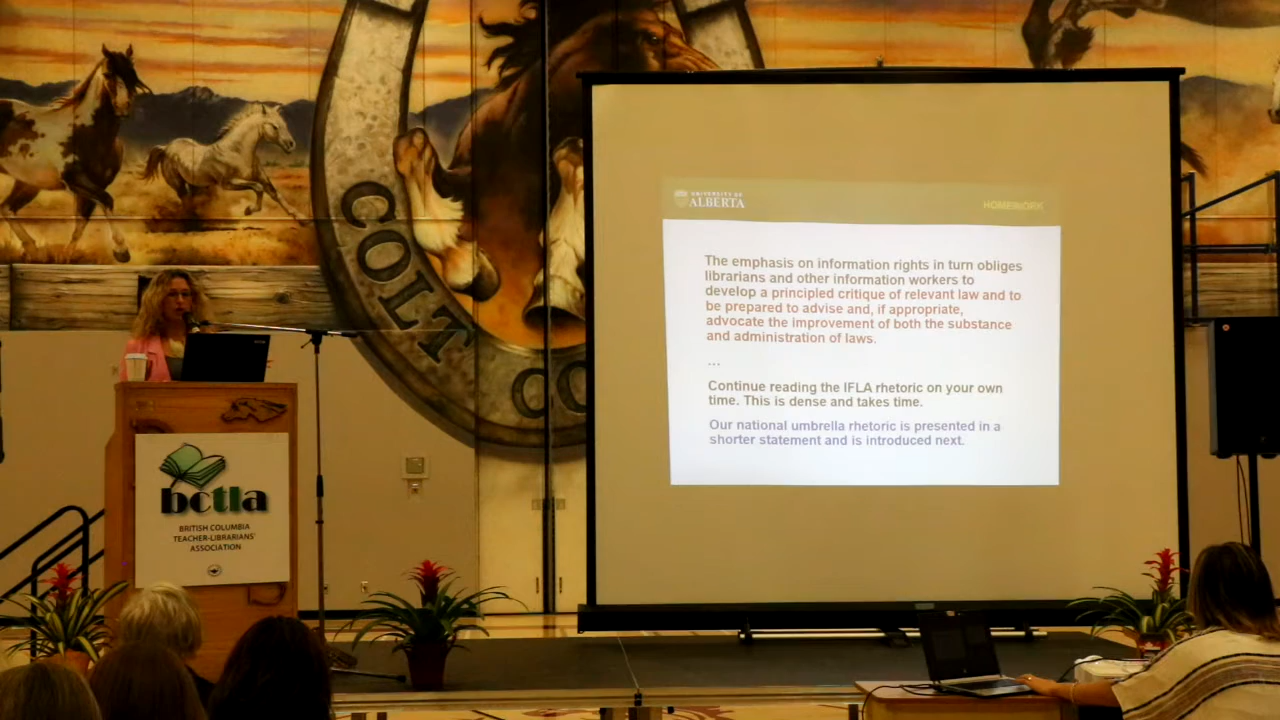 COLT
CO
UNIVERSITY OF
ALBERTA
HOMEWORK
The emphasis on information rights in turn obliges
librarians and other information workers to
develop a principled critique of relevant law and to
be prepared to advise and, if appropriate,
advocate the improvement of both the substance
and administration of laws.
...
Continue reading the IFLA rhetoric on your own
time. This is dense and takes time.
Our national umbrella rhetoric is presented in a
shorter statement and is introduced next.
bctla
BRITISH COLUMBIA
TEACHER-LIBRARIANS'
ASSOCIATION